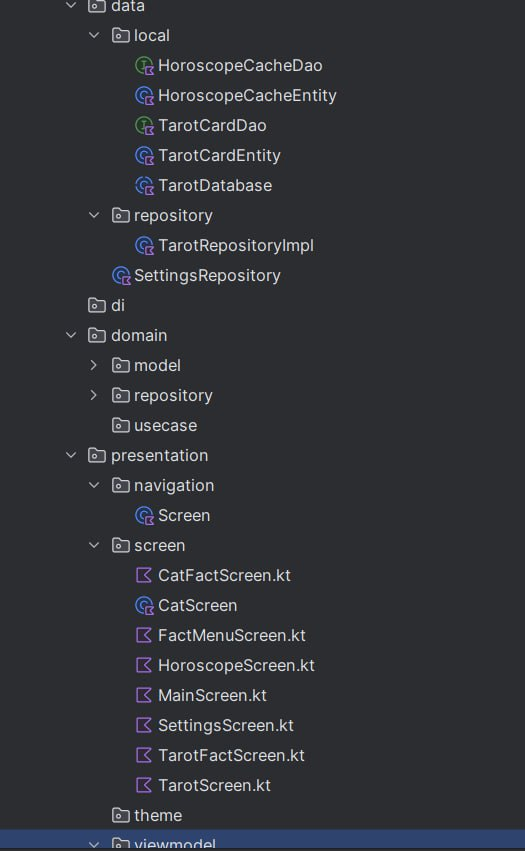 data
local
HoroscopeCacheDao
HoroscopeCacheEntity
TarotCardDao
TarotCardEntity
TarotDatabase
repository
TarotRepositoryImpl
SettingsRepository
di
domain
model
repository
usecase
presentation
navigation
Screen
screen
CatFactScreen.kt
CatScreen
FactMenuScreen.kt
HoroscopeScreen.kt
MainScreen.kt
SettingsScreen.kt
TarotFactScreen.kt
TarotScreen.kt
theme
viewmodel